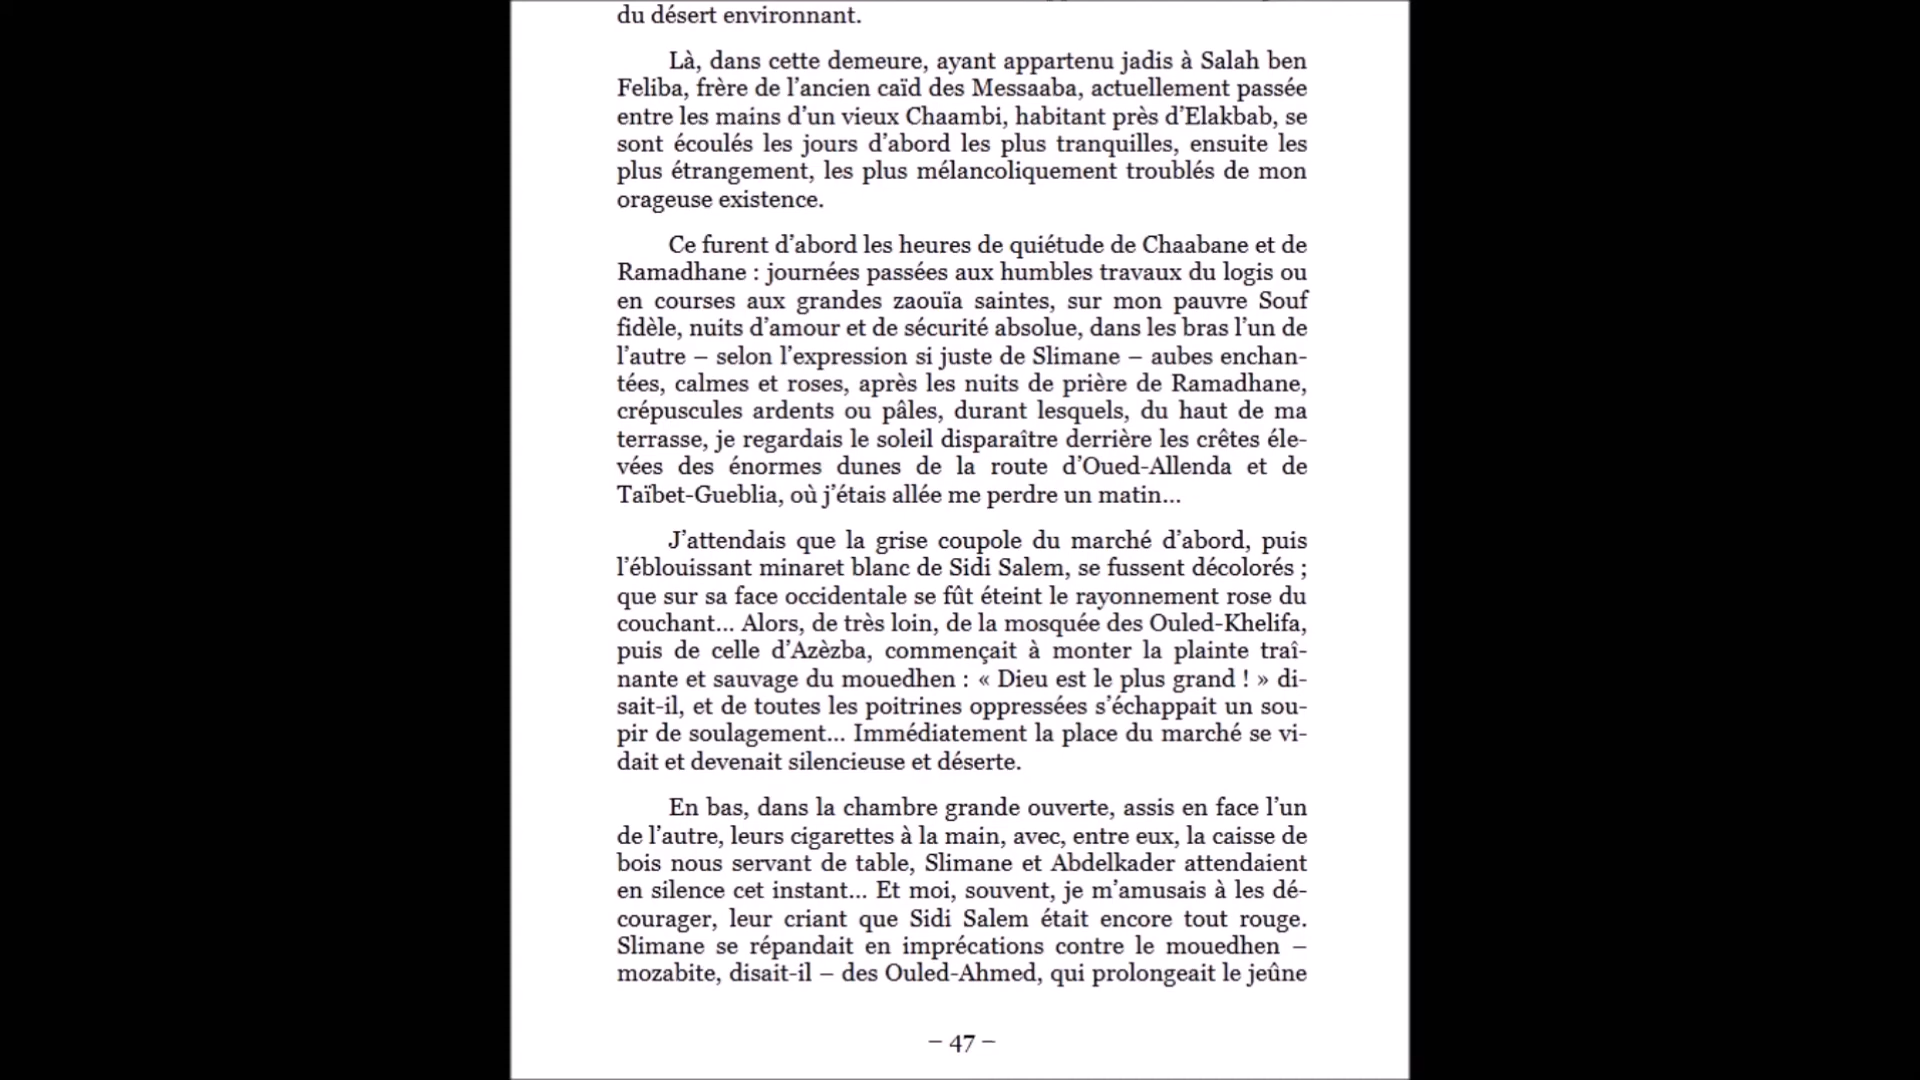 du désert environnant.
Là, dans cette demeure, ayant appartenu jadis à Salah ben
Feliba, frère de l’ancien caïd des Messaaba, actuellement passée
entre les mains d’un vieux Chaambi, habitant près d’Elakbab, se
sont écoulés les jours d’abord les plus tranquilles, ensuite les
plus étrangement, les plus mélancoliquement troublés de mon
orageuse existence.
Ce furent d’abord les heures de quiétude de Chaabane et de
Ramadhane : journées passées aux humbles travaux du logis ou
en courses aux grandes zaouïa saintes, sur mon pauvre Souf
fidèle, nuits d’amour et de sécurité absolue, dans les bras l’un de
l’autre – selon l’expression si juste de Slimane – aubes enchan-
tées, calmes et roses, après les nuits de prière de Ramadhane,
crépuscules ardents ou pâles, durant lesquels, du haut de ma
terrasse, je regardais le soleil disparaître derrière les crêtes éle-
vées des énormes dunes de la route d’Oued-Allenda et de
Taïbet-Gueblia, où j’étais allée me perdre un matin…
J’attendais que la grise coupole du marché d’abord, puis
l’éblouissant minaret blanc de Sidi Salem, se fussent décolorés ;
que sur sa face occidentale se fût éteint le rayonnement rose du
couchant… Alors, de très loin, de la mosquée des Ouled-Khelifa,
puis de celle d’Azèzba, commençait à monter la plainte traî-
nante et sauvage du mouedhen : « Dieu est le plus grand ! » di-
sait-il, et de toutes les poitrines oppressées s’échappait un sou-
pir de soulagement… Immédiatement la place du marché se vi-
dait et devenait silencieuse et déserte.
En bas, dans la chambre grande ouverte, assis en face l’un
de l’autre, leurs cigarettes à la main, avec, entre eux, la caisse de
bois nous servant de table, Slimane et Abdelkader attendaient
en silence cet instant… Et moi, souvent, je m’amusais à les dé-
courager, leur criant que Sidi Salem était encore tout rouge.
Slimane se répandait en imprécations contre le mouedhen –
mozabite, disait-il – des Ouled-Ahmed, qui prolongeait le jeûne
– 47 –